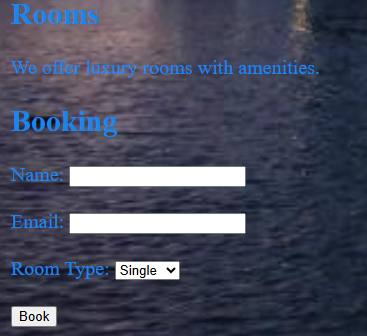 Rooms
We offer luxury rooms with amenities.
Booking
Name:
Email:
Room Type: Single
Book